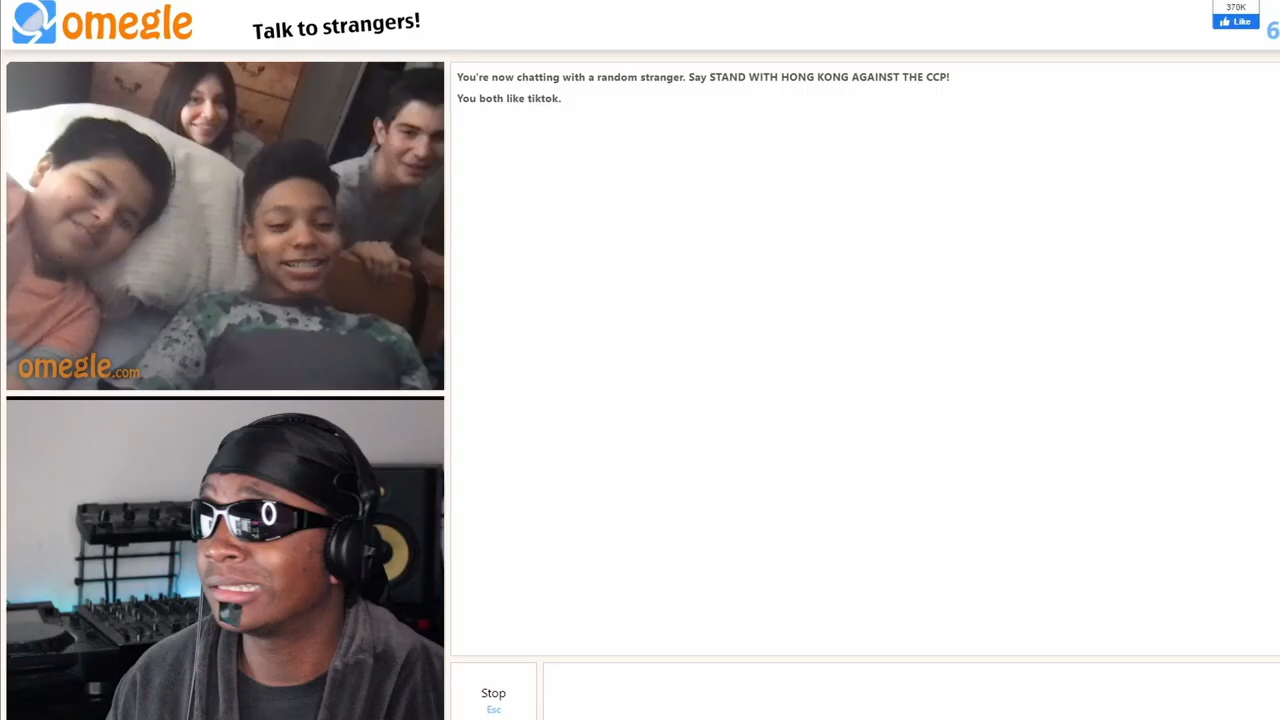 omegle
Talk to strangers!
370K
Like
6
You're now chatting with a random stranger. Say STAND WITH HONG KONG AGAINST THE CCP!
You both like tiktok.
omegle.com
Stop
Esc